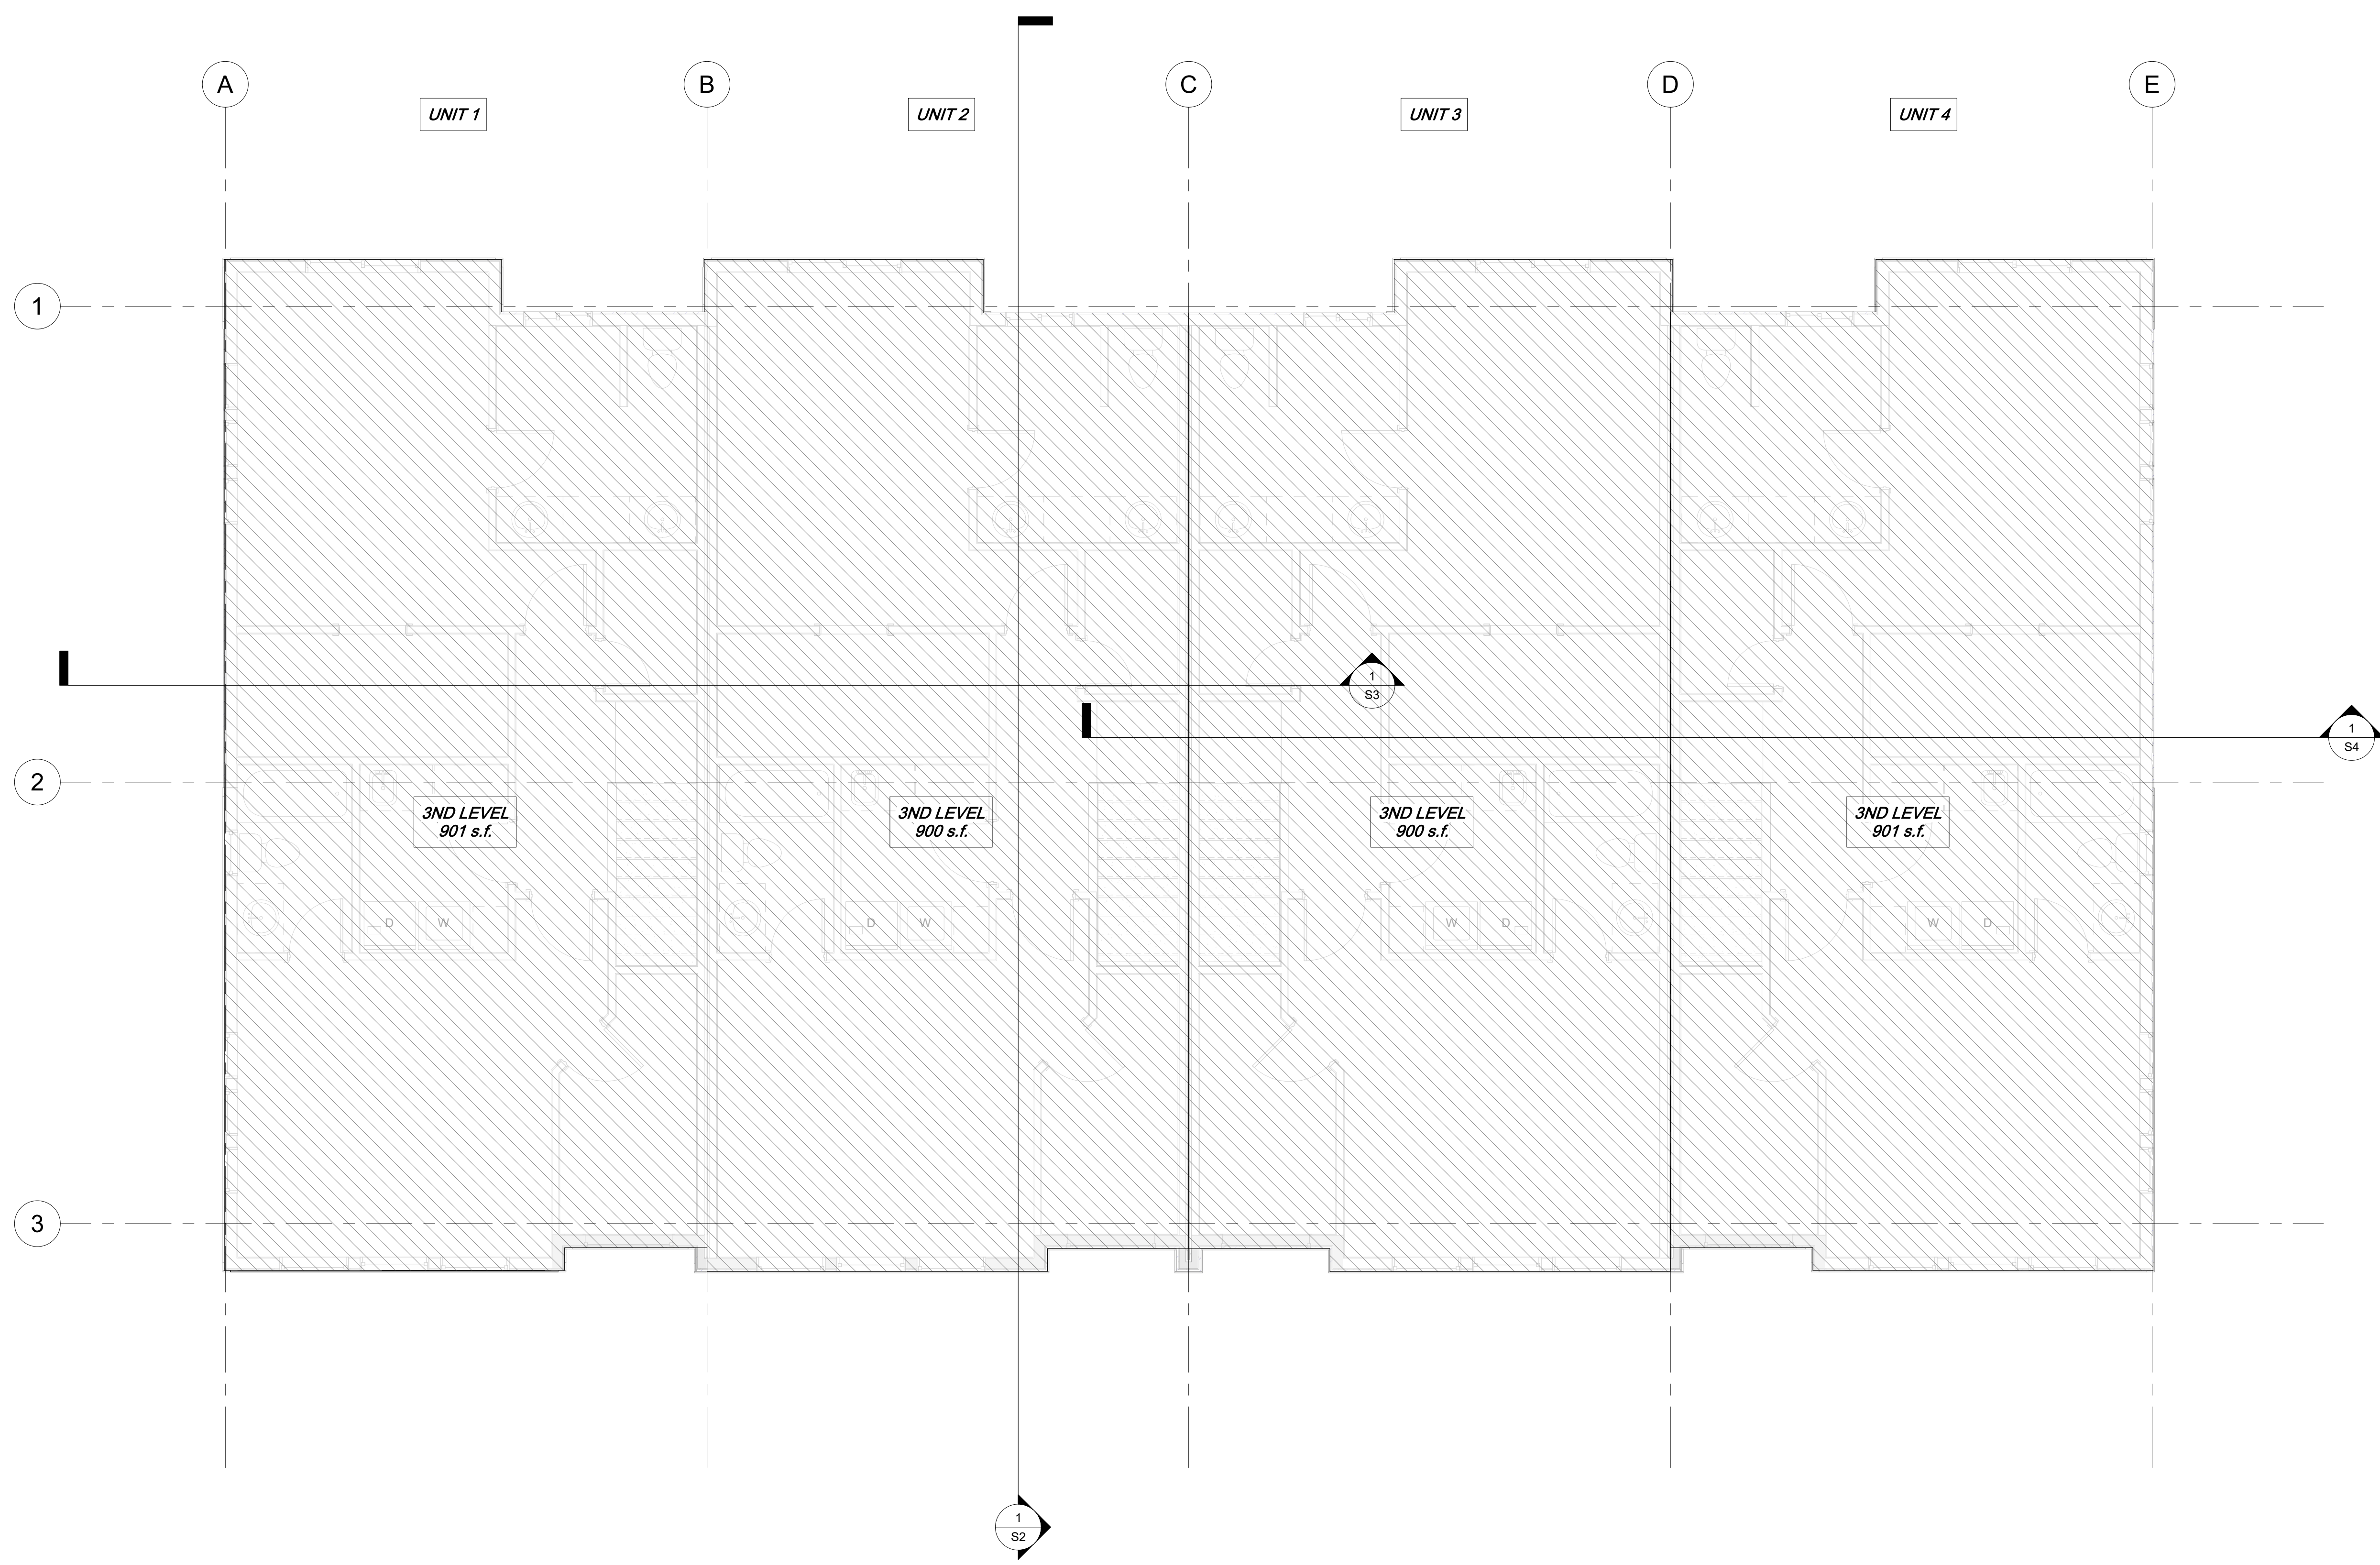 A B C D E
UNIT 1 UNIT 2 UNIT 3 UNIT 4
1
1
S3
1
S4
2
3ND LEVEL
901 s.f.
3ND LEVEL
900 s.f.
3ND LEVEL
900 s.f.
3ND LEVEL
901 s.f.
D W D W W D W D
3
1
S2